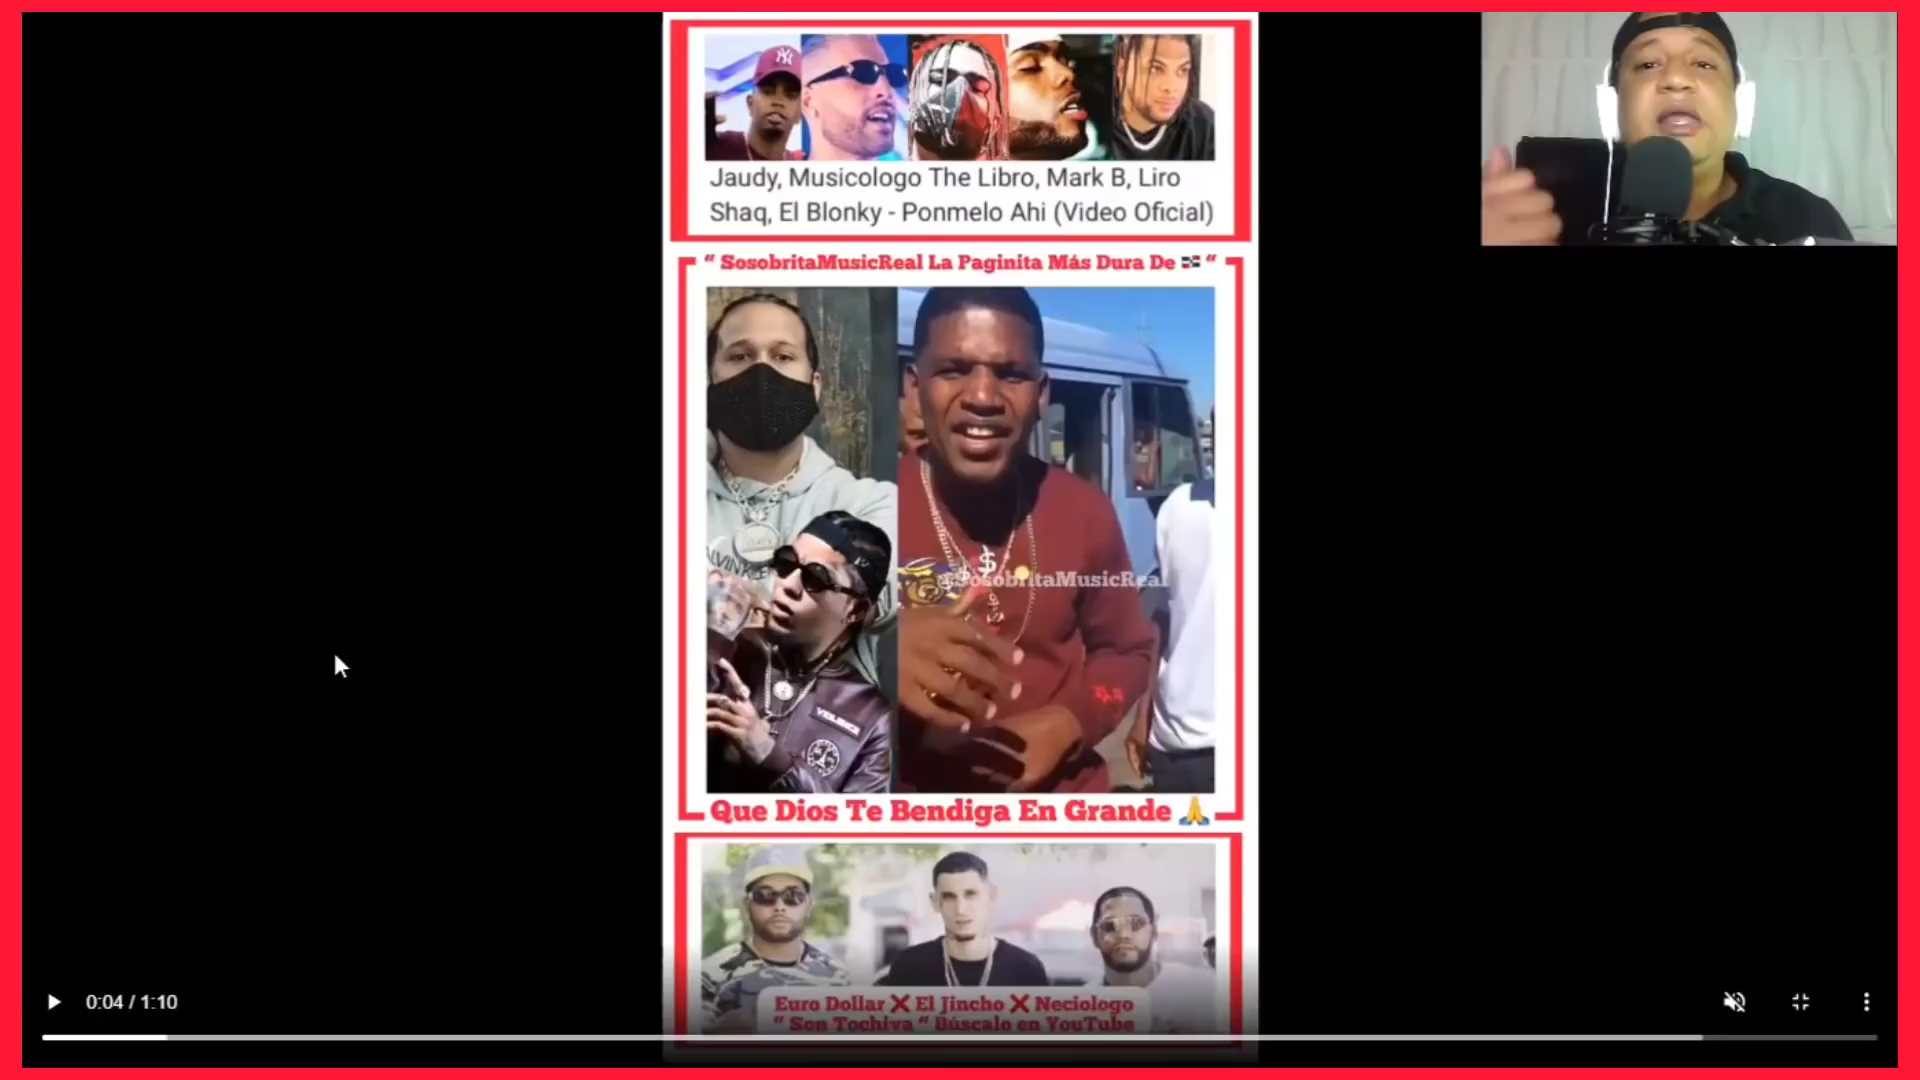 Jaudy, Musicologo The Libro, Mark B, Liro
Shaq, El Blonky - Ponmelo Ahi (Video Oficial)
“ SosobritaMusicReal La Paginita Más Dura De 🇩🇴 “
SosobritaMusicReal
Que Dios Te Bendiga En Grande 🙏
Euro Dollar ❌ El Jincho ❌ Neciologo
“ Son Tochiva “ Búscalo en YouTube
0:04 / 1:10